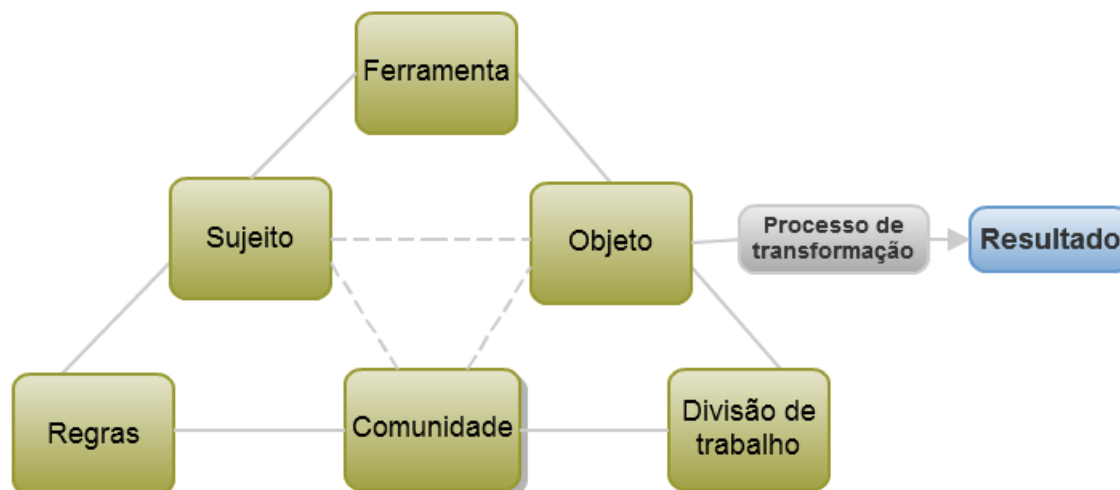 Ferramenta
Sujeito
Objeto
Processo de
transformação
Resultado
Regras
Comunidade
Divisão de
trabalho